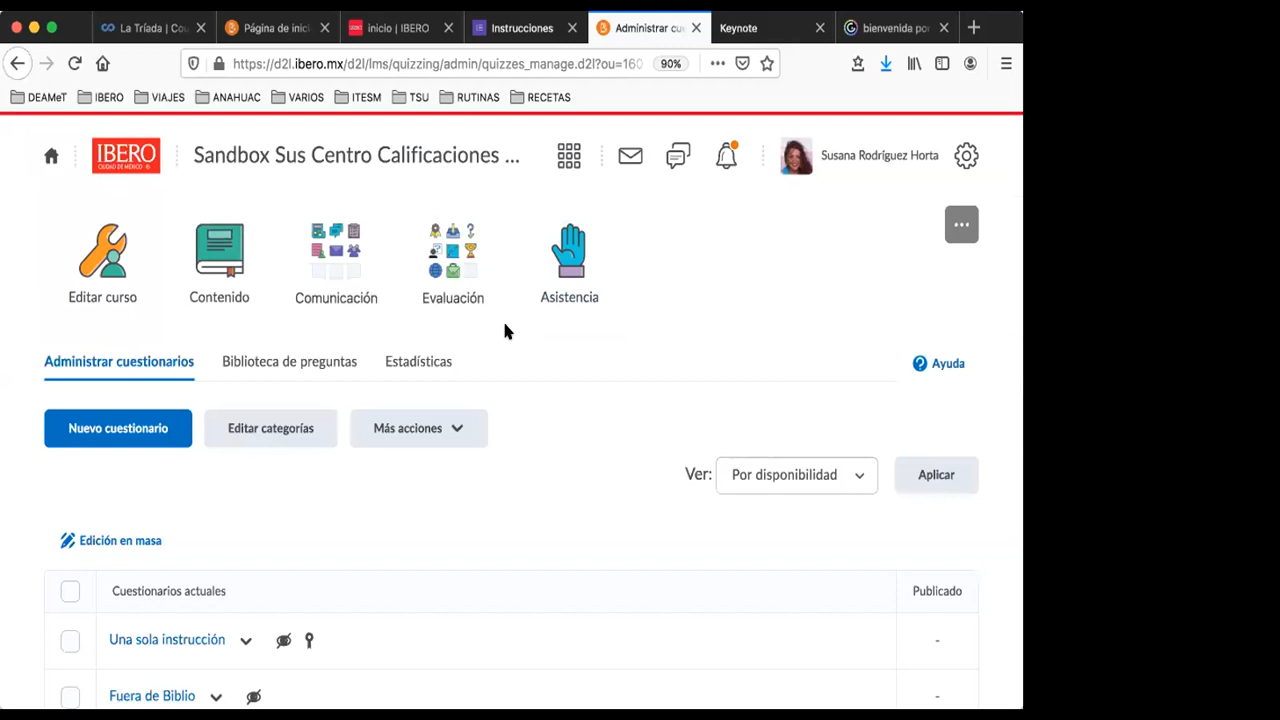 La Tríada | Cou
Página de inici
inicio | IBERO
Instrucciones
Administrar cu
Keynote
bienvenida po
https://d2l.ibero.mx/d2l/lms/quizzing/admin/quizzes_manage.d2l?ou=160
90%
DEAMeT IBERO VIAJES ANAHUAC VARIOS ITESM TSU RUTINAS RECETAS
IBERO
CIUDAD DE MÉXICO
Sandbox Sus Centro Calificaciones ...
Susana Rodríguez Horta
Editar curso
Contenido
Comunicación
Evaluación
Asistencia
Administrar cuestionarios
Biblioteca de preguntas
Estadísticas
Ayuda
Nuevo cuestionario
Editar categorías
Más acciones
Ver: Por disponibilidad
Aplicar
Edición en masa
Cuestionarios actuales
Publicado
Una sola instrucción
-
Fuera de Biblio
-